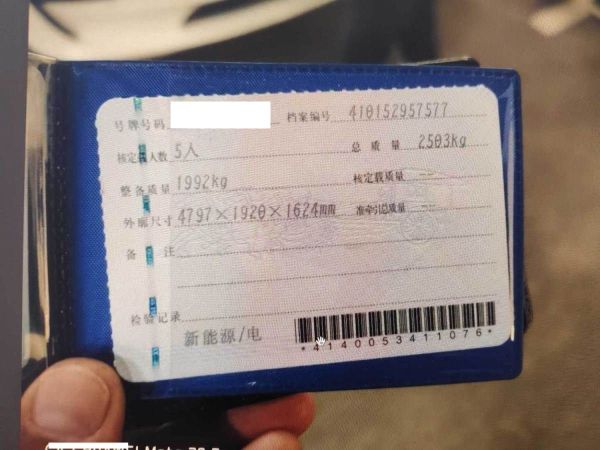 号牌号码 档案编号 410152957577
核定载人数 5人 总质量 2503kg
整备质量 1992kg 核定载质量 --
外廓尺寸 4797×1920×1624mm 准牵引总质量 --
备注
检验记录
新能源/电
*4140053411076*